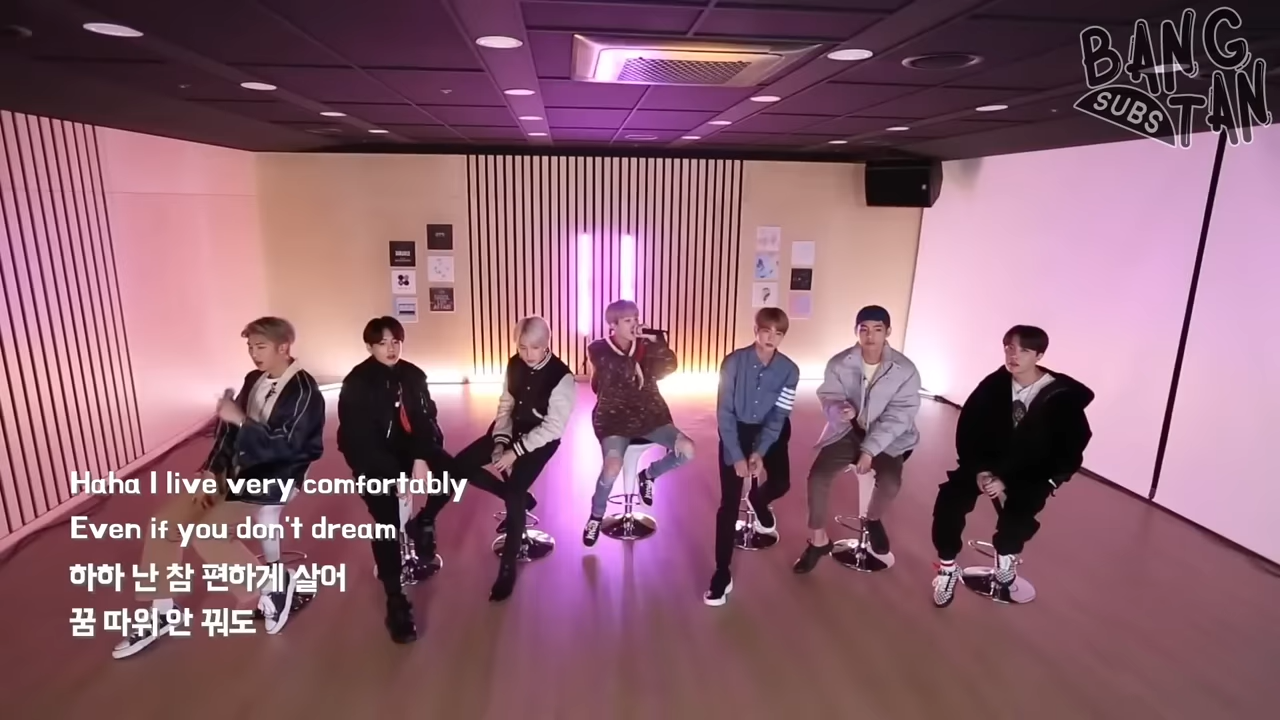 BANG
TAN
SUBS
Haha I live very comfortably
Even if you don't dream
하하 난 참 편하게 살어
꿈 따위 안 꿔도